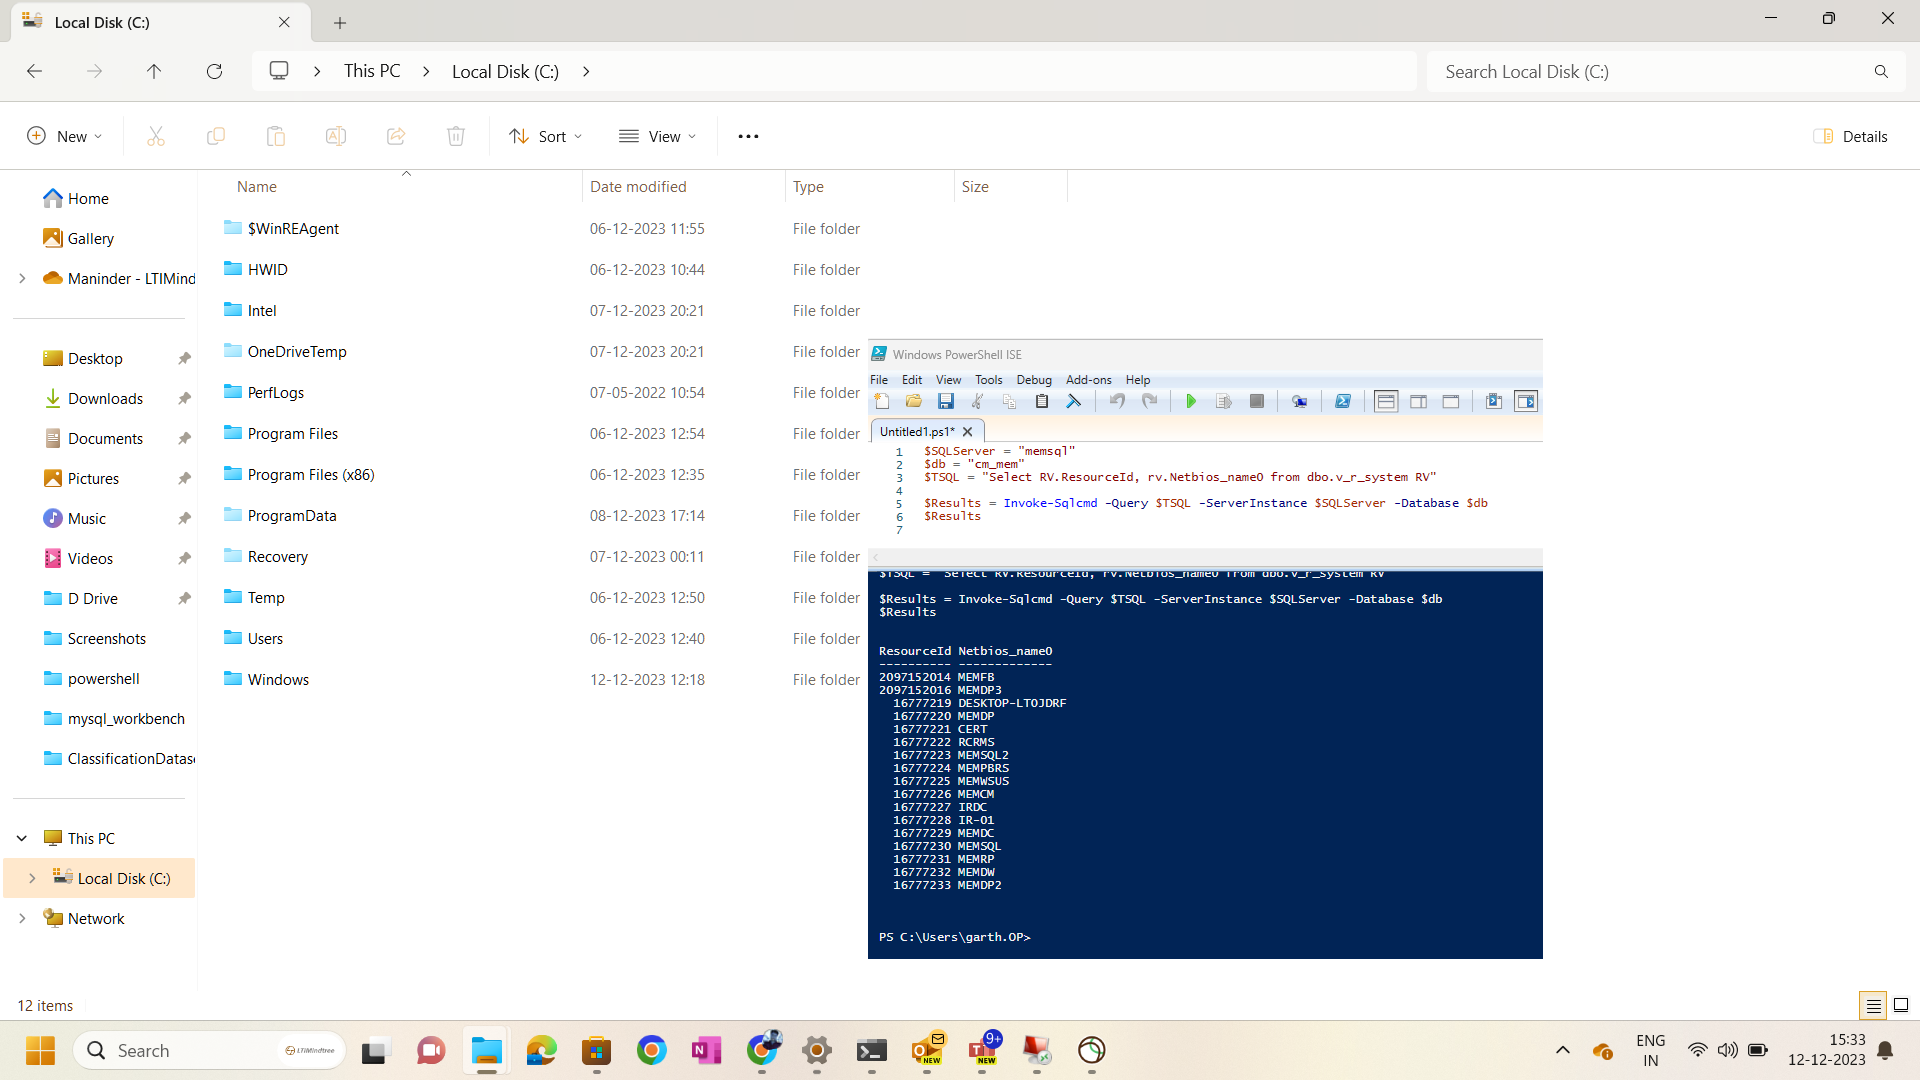 Local Disk (C:)
This PC
Local Disk (C:)
Search Local Disk (C:)
New
Sort
View
Details
Name Date modified Type Size
Home
Gallery
Maninder - LTIMind
Desktop
Downloads
Documents
Pictures
Music
Videos
D Drive
Screenshots
powershell
mysql_workbench
ClassificationDatas
This PC
Local Disk (C:)
Network
$WinREAgent 06-12-2023 11:55 File folder
HWID 06-12-2023 10:44 File folder
Intel 07-12-2023 20:21 File folder
OneDriveTemp 07-12-2023 20:21 File folder
PerfLogs 07-05-2022 10:54 File folder
Program Files 06-12-2023 12:54 File folder
Program Files (x86) 06-12-2023 12:35 File folder
ProgramData 08-12-2023 17:14 File folder
Recovery 07-12-2023 00:11 File folder
Temp 06-12-2023 12:50 File folder
Users 06-12-2023 12:40 File folder
Windows 12-12-2023 12:18 File folder
Windows PowerShell ISE
File Edit View Tools Debug Add-ons Help
Untitled1.ps1*
1 $SQLServer = "memsql"
2 $db = "cm_mem"
3 $TSQL = "Select RV.ResourceId, rv.Netbios_name0 from dbo.v_r_system RV"
4
5 $Results = Invoke-Sqlcmd -Query $TSQL -ServerInstance $SQLServer -Database $db
6 $Results
7
$TSQL = "Select RV.ResourceId, rv.Netbios_name0 from dbo.v_r_system RV"
$Results = Invoke-Sqlcmd -Query $TSQL -ServerInstance $SQLServer -Database $db
$Results
ResourceId Netbios_name0
---------- -------------
2097152014 MEMFB
2097152016 MEMDP3
16777219 DESKTOP-LTOJDRF
16777220 MEMDP
16777221 CERT
16777222 RCRMS
16777223 MEMSQL2
16777224 MEMPBRS
16777225 MEMWSUS
16777226 MEMCM
16777227 IRDC
16777228 IR-01
16777229 MEMDC
16777230 MEMSQL
16777231 MEMRP
16777232 MEMDW
16777233 MEMDP2
PS C:\Users\garth.OP>
12 items
Search
LTIMindtree
NEW
9+
NEW
ENG
IN
15:33
12-12-2023